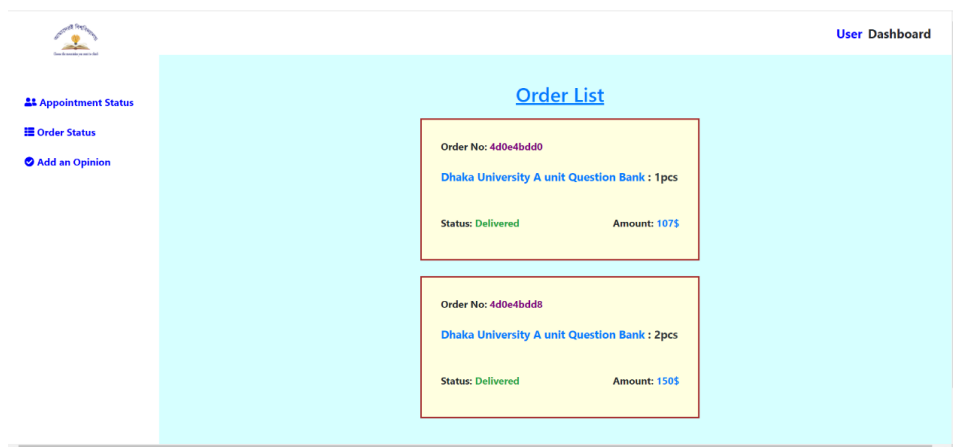 User Dashboard
Appointment Status
Order Status
Add an Opinion
Order List
Order No: 4d0e4bdd0
Dhaka University A unit Question Bank : 1pcs
Status: Delivered Amount: 107$
Order No: 4d0e4bdd8
Dhaka University A unit Question Bank : 2pcs
Status: Delivered Amount: 150$